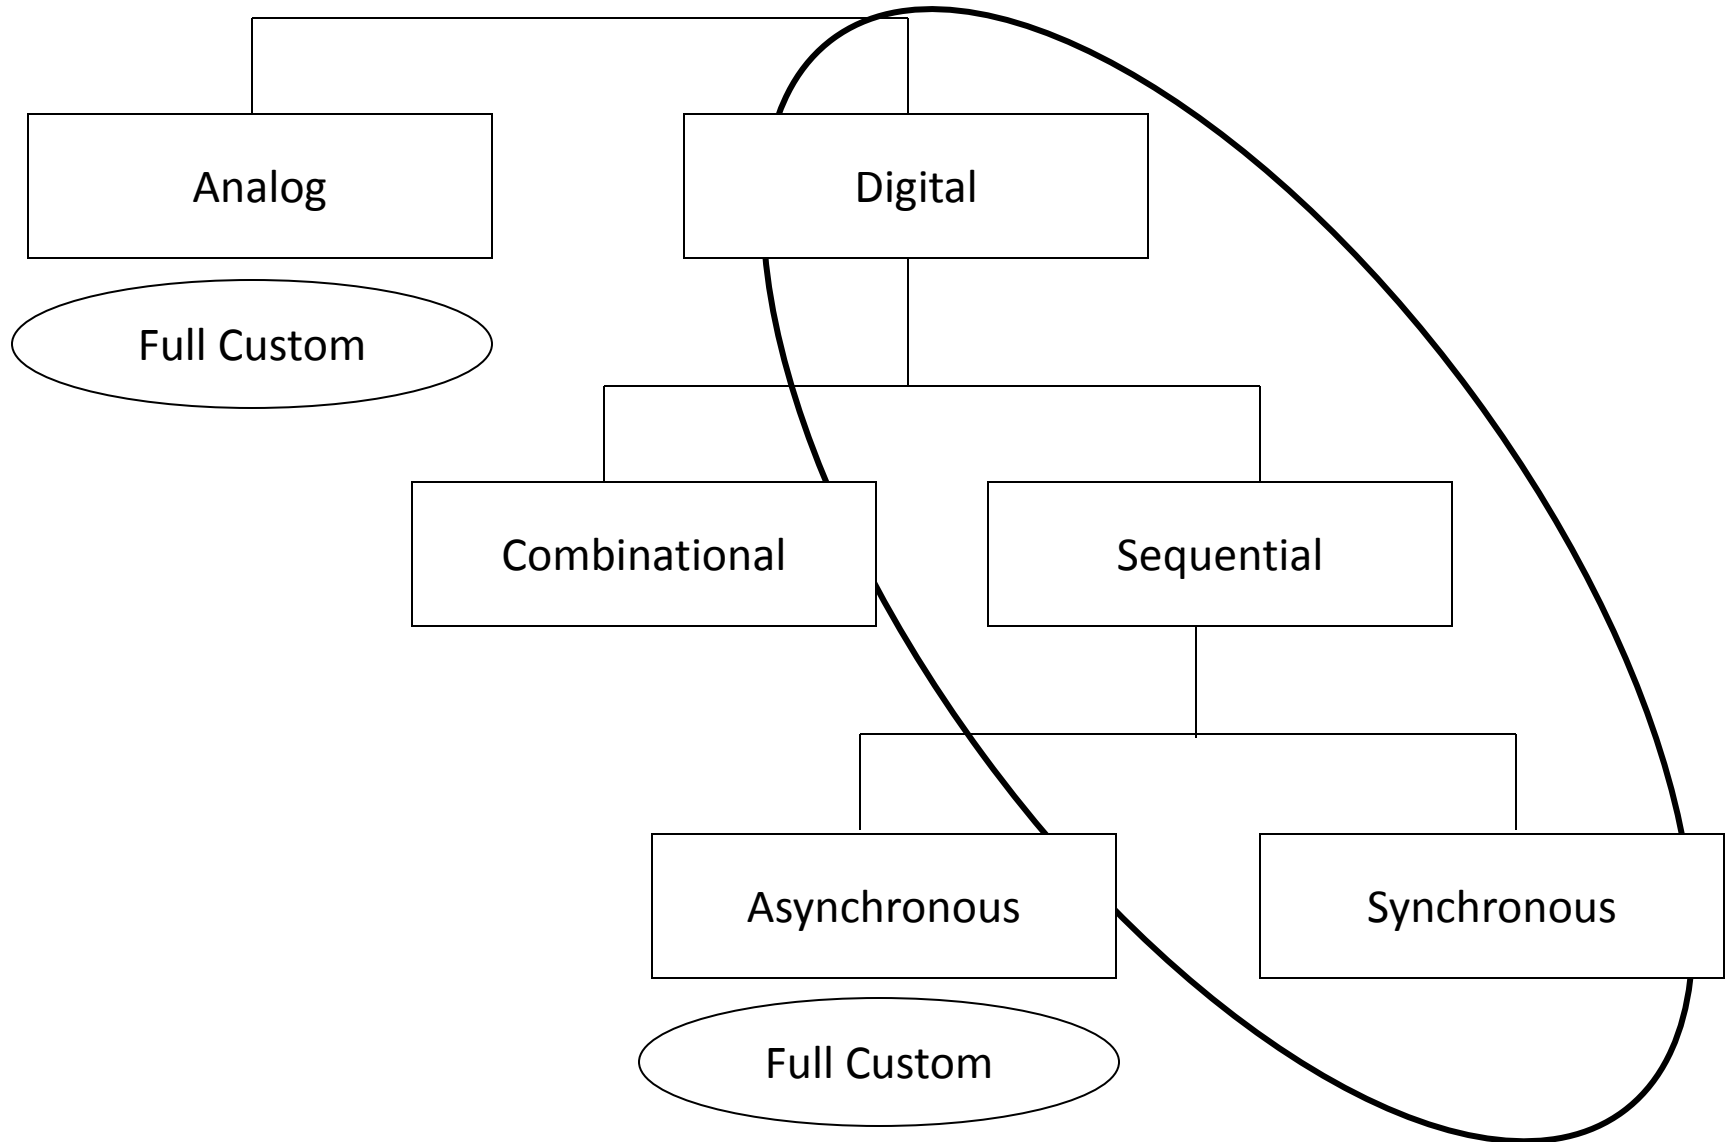 Analog
Digital
Full Custom
Combinational
Sequential
Asynchronous
Synchronous
Full Custom